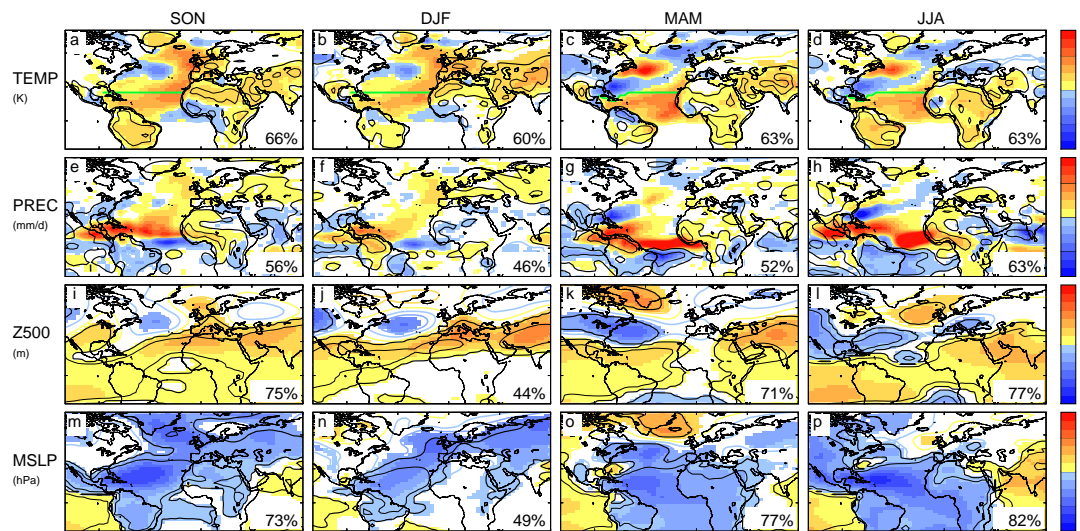 SON DJF MAM JJA
a b c d
TEMP
(K)
66% 60% 63% 63%
e f g h
PREC
(mm/d)
56% 46% 52% 63%
i j k l
Z500
(m)
75% 44% 71% 77%
m n o p
MSLP
(hPa)
73% 49% 77% 82%